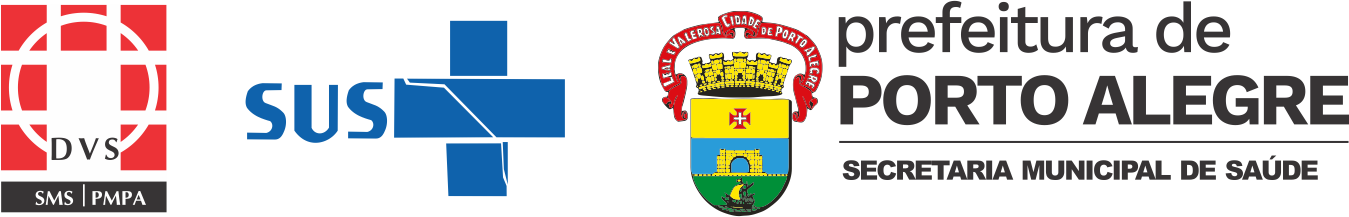 DVS
SMS | PMPA
SUS
LEAL E VALEROSA CIDADE DE PORTO ALEGRE
prefeitura de
PORTO ALEGRE
SECRETARIA MUNICIPAL DE SAÚDE